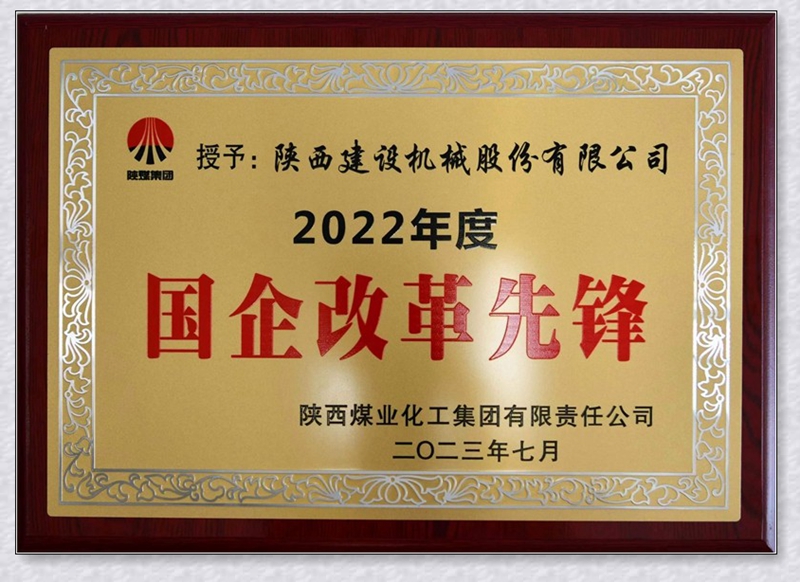 陕煤集团
授予：陕西建设机械股份有限公司
2022年度
国企改革先锋
陕西煤业化工集团有限责任公司
二〇二三年七月